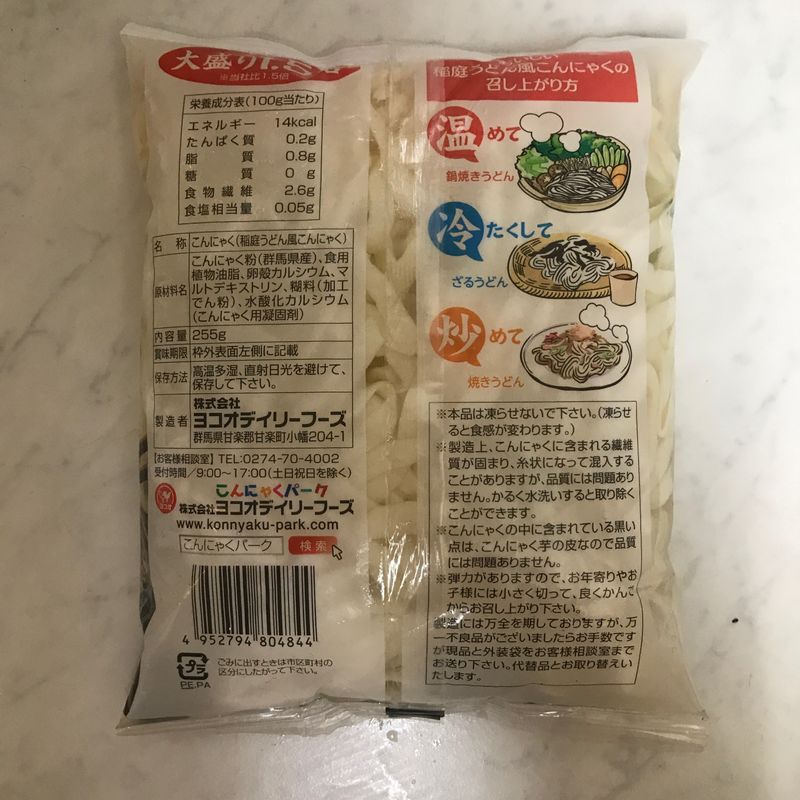 大盛り1.5倍
※当社比1.5倍
栄養成分表(100g当たり)
エネルギー 14kcal
たんぱく質 0.2g
脂質 0.8g
糖質 0 g
食物繊維 2.6g
食塩相当量 0.05g
名称 こんにゃく(稲庭うどん風こんにゃく)
原材料名 こんにゃく粉(群馬県産)、食用
植物油脂、卵殻カルシウム、マ
ルトデキストリン、糊料(加工
でん粉)、水酸化カルシウム
(こんにゃく用凝固剤)
内容量 255g
賞味期限 枠外表面左側に記載
保存方法 高温多湿、直射日光を避けて、
保存して下さい。
製造者 株式会社
ヨコオデイリーフーズ
群馬県甘楽郡甘楽町小幡204-1
【お客様相談室】 TEL:0274-70-4002
受付時間/9:00~17:00(土日祝日を除く)
ヨコオ
こんにゃくパーク
株式会社ヨコオデイリーフーズ
www.konnyaku-park.com
こんにゃくパーク 検索
4 952794 804844
プラ
PE,PA
ごみに出すときは市区町村の
区分にしたがって下さい。
稲庭うどん風こんにゃくの
召し上がり方
温めて
鍋焼きうどん
冷たくして
ざるうどん
炒めて
焼きうどん
※本品は凍らせないで下さい。(凍らせ
ると食感が変わります。)
※製造上、こんにゃくに含まれる繊維
質が固まり、糸状になって混入する
ことがありますが、品質には問題あり
ません。かるく水洗いすると取り除く
ことができます。
※こんにゃくの中に含まれている黒い
点は、こんにゃく芋の皮なので品質
には問題ありません。
※弾力がありますので、お年寄りやお
子様には小さく切って、良くかんで
からお召し上がり下さい。
製造には万全を期しておりますが、万
一不良品がございましたらお手数です
が現品と外装袋をお客様相談室まで
お送り下さい。代替品とお取り替えい
たします。